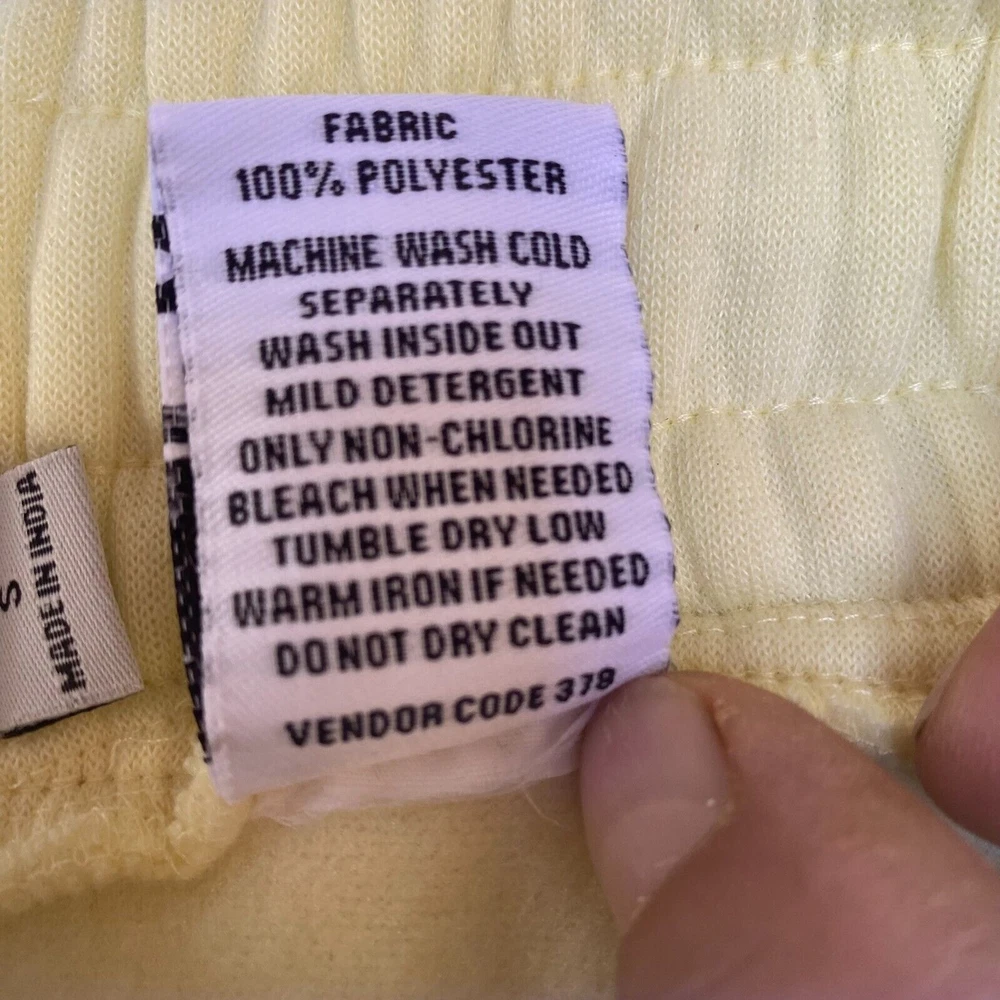 FABRIC
100% POLYESTER
MACHINE WASH COLD
SEPARATELY
WASH INSIDE OUT
MILD DETERGENT
ONLY NON-CHLORINE
BLEACH WHEN NEEDED
TUMBLE DRY LOW
WARM IRON IF NEEDED
DO NOT DRY CLEAN
VENDOR CODE 378
S
MADE IN INDIA